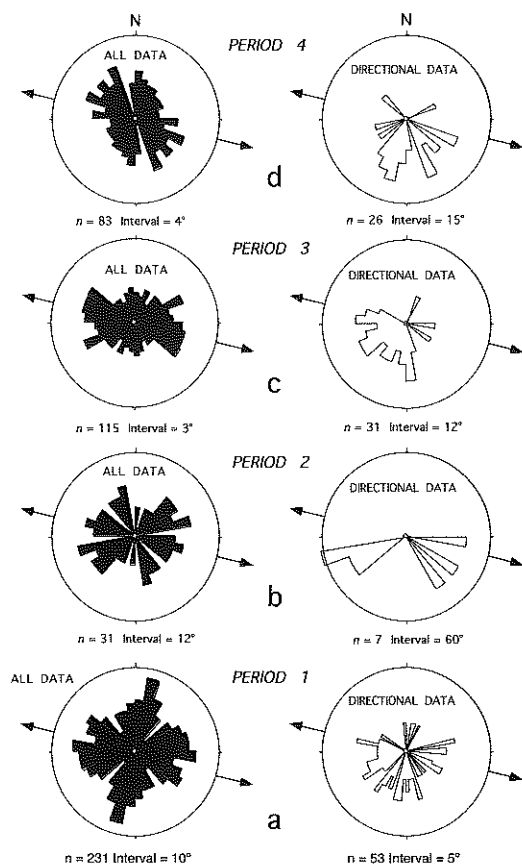 N
N
PERIOD 4
ALL DATA
DIRECTIONAL DATA
d
n = 83 Interval = 4°
n = 26 Interval = 15°
PERIOD 3
ALL DATA
DIRECTIONAL DATA
c
n = 115 Interval = 3°
n = 31 Interval = 12°
PERIOD 2
ALL DATA
DIRECTIONAL DATA
b
n = 31 Interval = 12°
n = 7 Interval = 60°
ALL DATA
PERIOD 1
DIRECTIONAL DATA
a
n = 231 Interval = 10°
n = 53 Interval = 5°